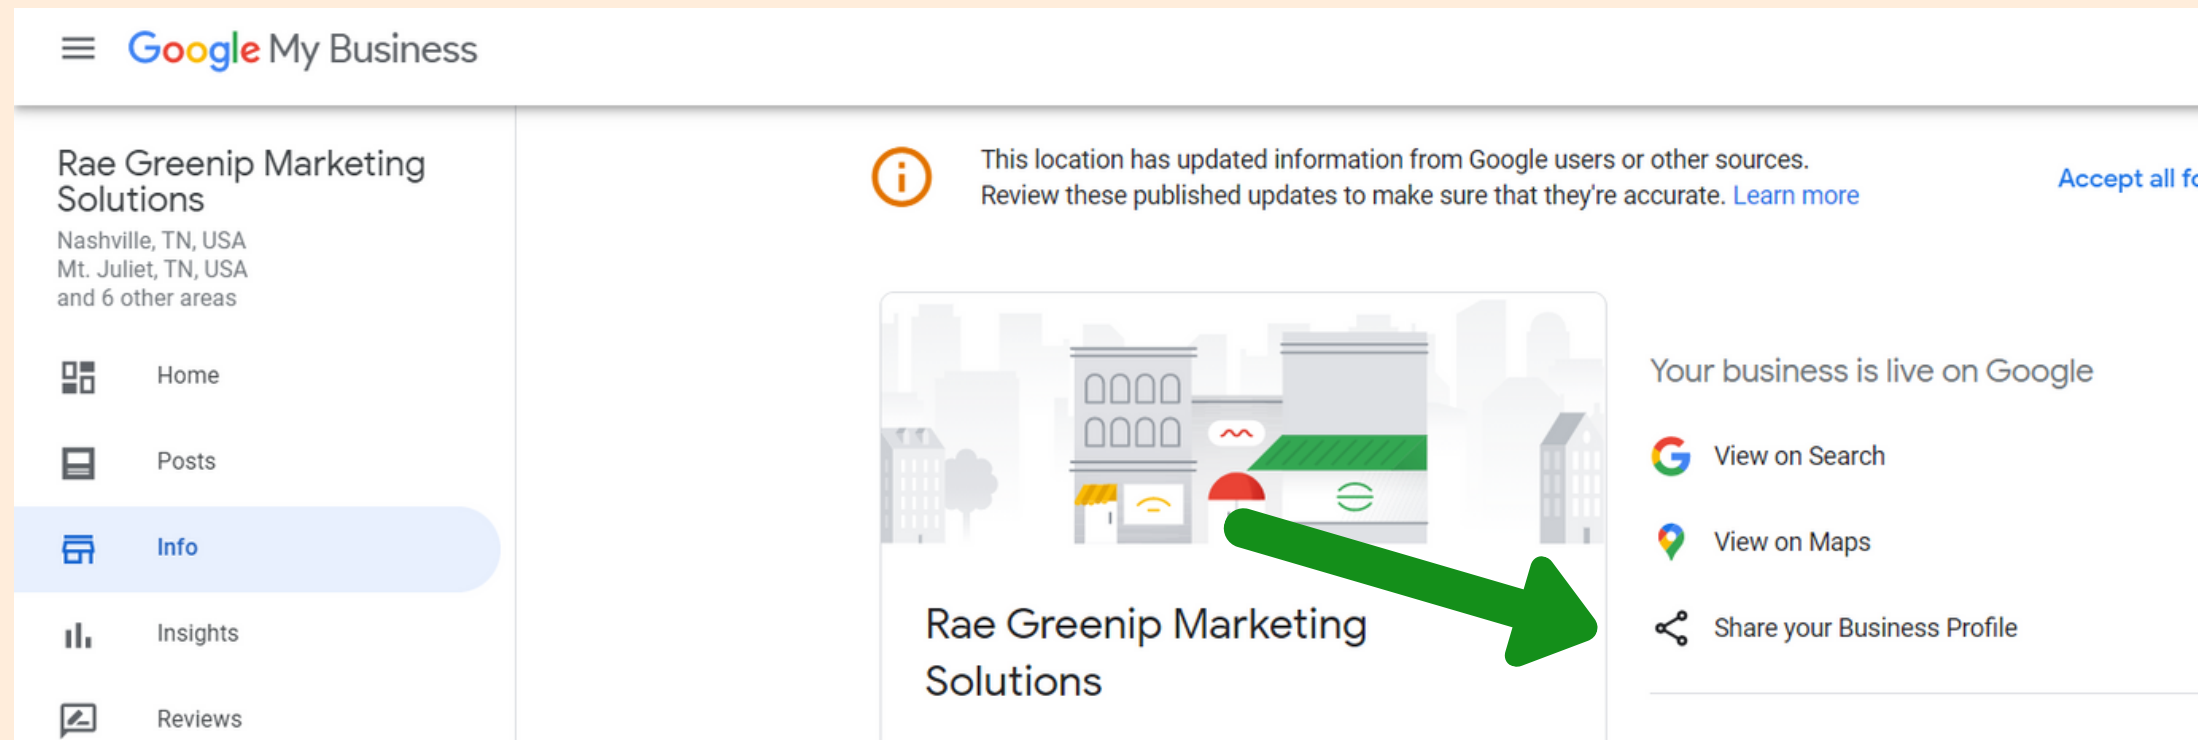 Google My Business
Rae Greenip Marketing
Solutions
Nashville, TN, USA
Mt. Juliet, TN, USA
and 6 other areas
Home
Posts
Info
Insights
Reviews
This location has updated information from Google users or other sources.
Review these published updates to make sure that they're accurate. Learn more
Accept all
Rae Greenip Marketing
Solutions
Your business is live on Google
View on Search
View on Maps
Share your Business Profile